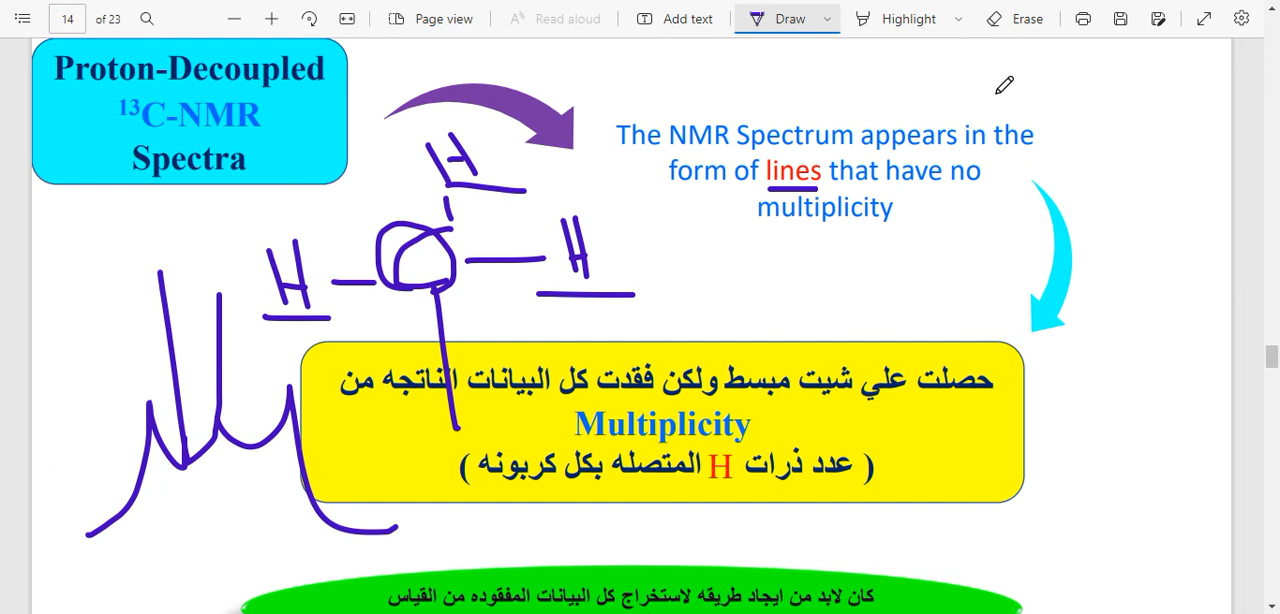 14 of 23 Page view Read aloud Add text Draw Highlight Erase
Proton-Decoupled
¹³C-NMR
Spectra
The NMR Spectrum appears in the
form of lines that have no
multiplicity
H
H C H
حصلت علي شيت مبسط ولكن فقدت كل البيانات الناتجه من
Multiplicity
( عدد ذرات H المتصله بكل كربونه )
كان لابد من ايجاد طريقه لاستخراج كل البيانات المفقوده من القياس